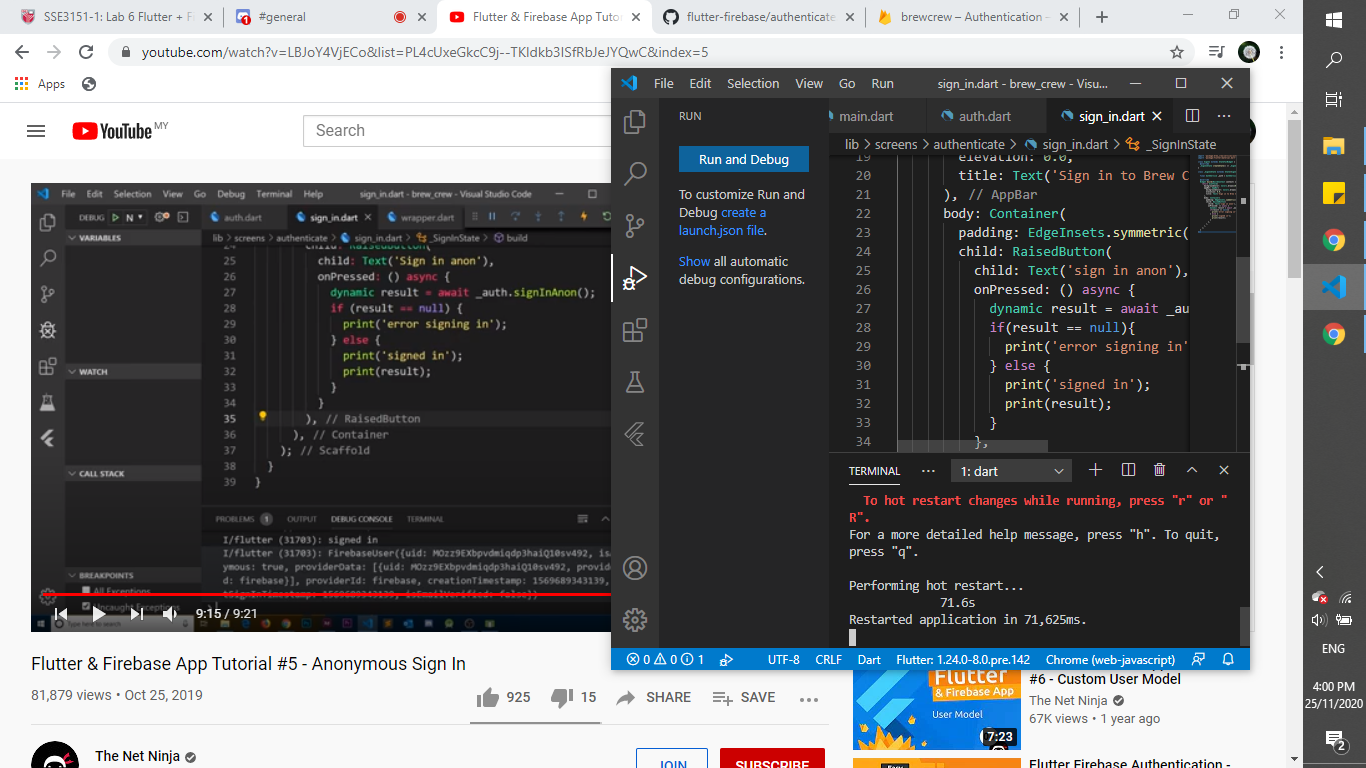 SSE3151-1: Lab 6 Flutter + F
#general
Flutter & Firebase App Tutor
flutter-firebase/authenticate
brewcrew – Authentication –
youtube.com/watch?v=LBJoY4VjECo&list=PL4cUxeGkcC9j--TKIdkb3ISfRbJeJYQwC&index=5
Apps
YouTube MY
Search
File Edit Selection View Go Debug Terminal Help sign_in.dart - brew_crew - Visual Studio Code
DEBUG N
auth.dart sign_in.dart wrapper.dart
VARIABLES
lib > screens > authenticate > sign_in.dart > _SignInState > build
24 child: RaisedButton(
25 child: Text('Sign in anon'),
26 onPressed: () async {
27 dynamic result = await _auth.signInAnon();
28 if (result == null) {
29 print('error signing in');
30 } else {
31 print('signed in');
32 print(result);
33 }
34 }
35 ), // RaisedButton
36 ), // Container
37 ); // Scaffold
38 }
39 }
WATCH
CALL STACK
BREAKPOINTS
All Exceptions
Uncaught Exceptions
PROBLEMS 1 OUTPUT DEBUG CONSOLE TERMINAL
I/flutter (31703): signed in
I/flutter (31703): FirebaseUser({uid: MOzz9EXbpvdmiqdp3haiQ10sv492, isA
ymous: true, providerData: [{uid: MOzz9EXbpvdmiqdp3haiQ10sv492, provid
d: firebase}], providerId: firebase, creationTimestamp: 1569689343139,
tSignInTimestamp: 1569689343139, isEmailVerified: false})
Type here to search
9:15 / 9:21
Flutter & Firebase App Tutorial #5 - Anonymous Sign In
81,879 views • Oct 25, 2019
925
15
SHARE
SAVE
The Net Ninja
JOIN
SUBSCRIBE
File Edit Selection View Go Run sign_in.dart - brew_crew - Visu...
RUN
Run and Debug
To customize Run and
Debug create a
launch.json file.
Show all automatic
debug configurations.
main.dart auth.dart sign_in.dart
lib > screens > authenticate > sign_in.dart > _SignInState
19 elevation: 0.0,
20 title: Text('Sign in to Brew C
21 ), // AppBar
22 body: Container(
23 padding: EdgeInsets.symmetric(
24 child: RaisedButton(
25 child: Text('sign in anon'),
26 onPressed: () async {
27 dynamic result = await _au
28 if(result == null){
29 print('error signing in'
30 } else {
31 print('signed in');
32 print(result);
33 }
34 },
TERMINAL
1: dart
To hot restart changes while running, press "r" or "
R".
For a more detailed help message, press "h". To quit,
press "q".
Performing hot restart...
71.6s
Restarted application in 71,625ms.
0 0 1 UTF-8 CRLF Dart Flutter: 1.24.0-8.0.pre.142 Chrome (web-javascript)
Flutter
& Firebase App
User Model
7:23
#6 - Custom User Model
The Net Ninja
67K views • 1 year ago
Flutter Firebase Authentication -
ENG
4:00 PM
25/11/2020
2